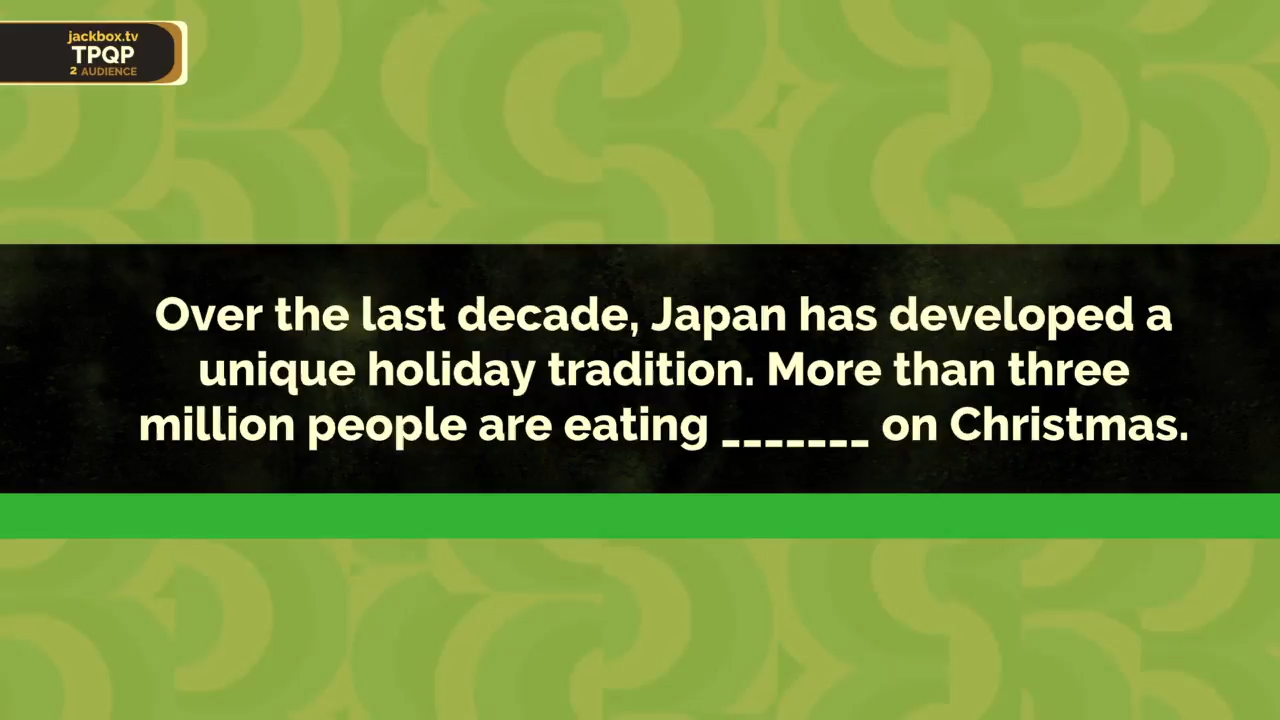 jackbox.tv
TPQP
2 AUDIENCE
Over the last decade, Japan has developed a
unique holiday tradition. More than three
million people are eating _______ on Christmas.